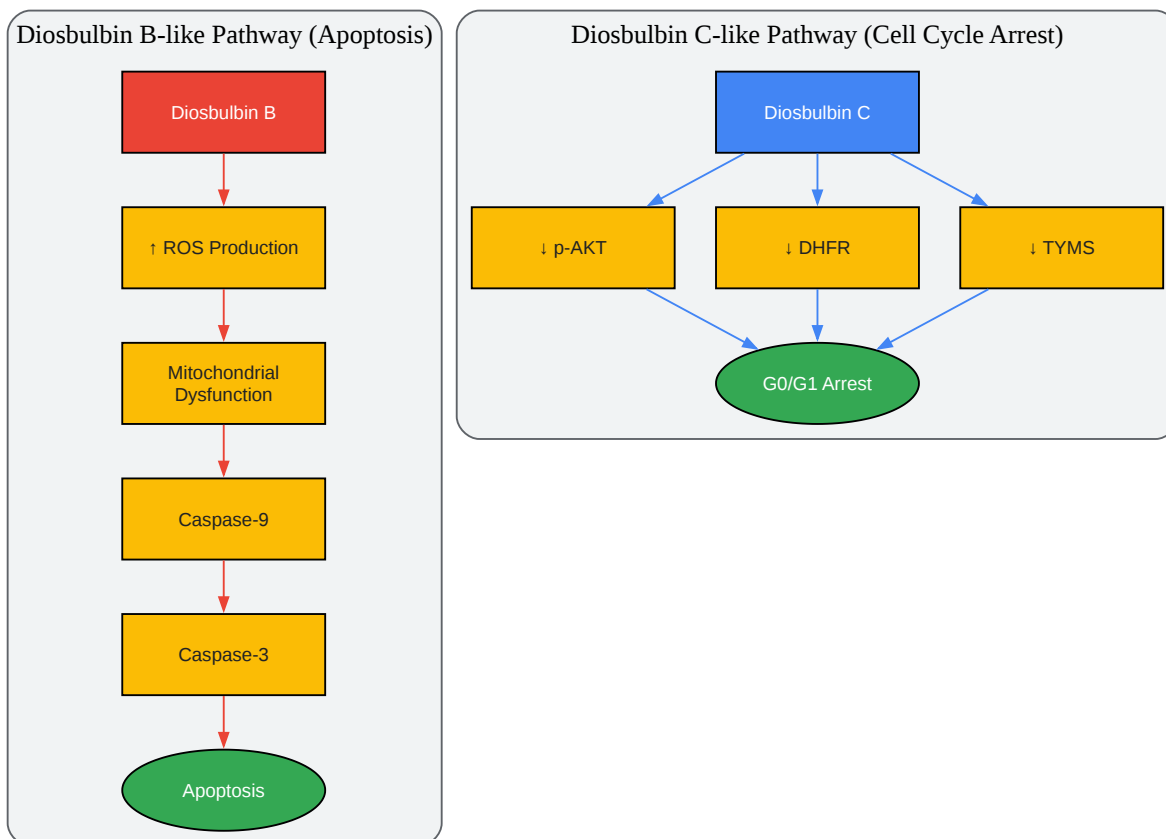 Diosbulbin B-like Pathway (Apoptosis)
Diosbulbin B
↑ ROS Production
Mitochondrial
Dysfunction
Caspase-9
Caspase-3
Apoptosis
Diosbulbin C-like Pathway (Cell Cycle Arrest)
Diosbulbin C
↓ p-AKT
↓ DHFR
↓ TYMS
G0/G1 Arrest